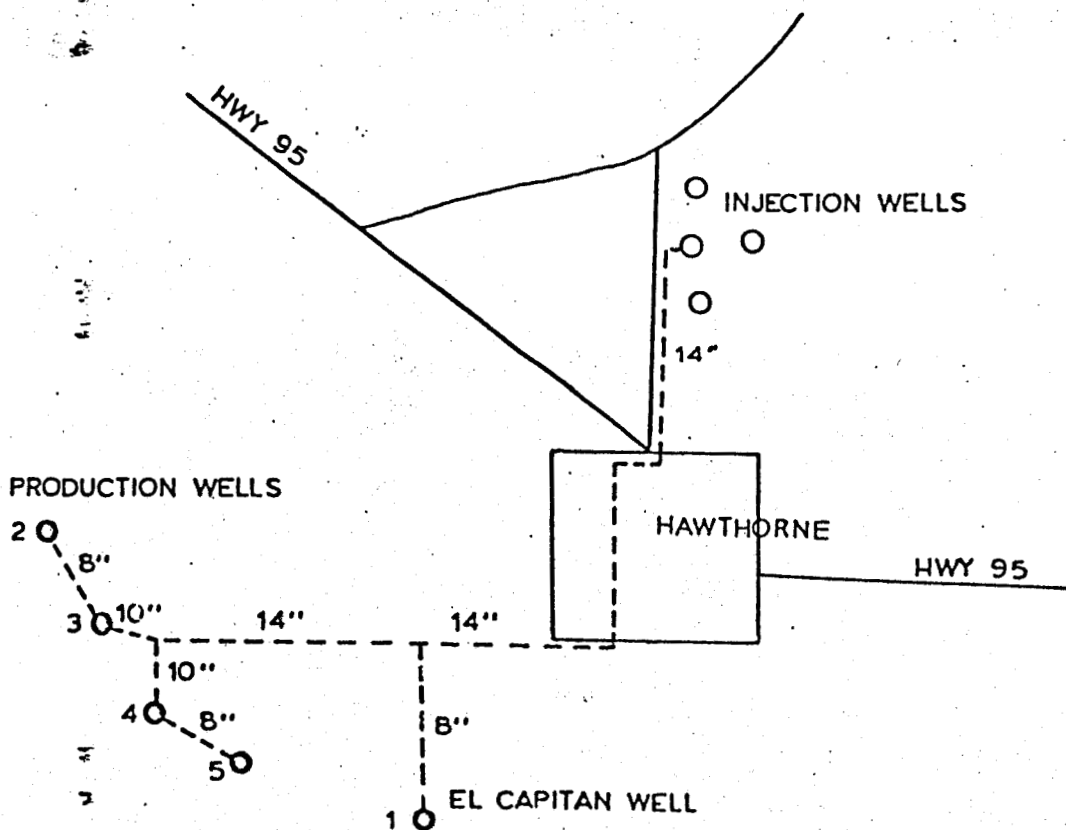 HWY 95
INJECTION WELLS
14"
PRODUCTION WELLS
2
8"
HAWTHORNE
HWY 95
3
10"
14"
14"
10"
4
8"
8"
5
EL CAPITAN WELL
1